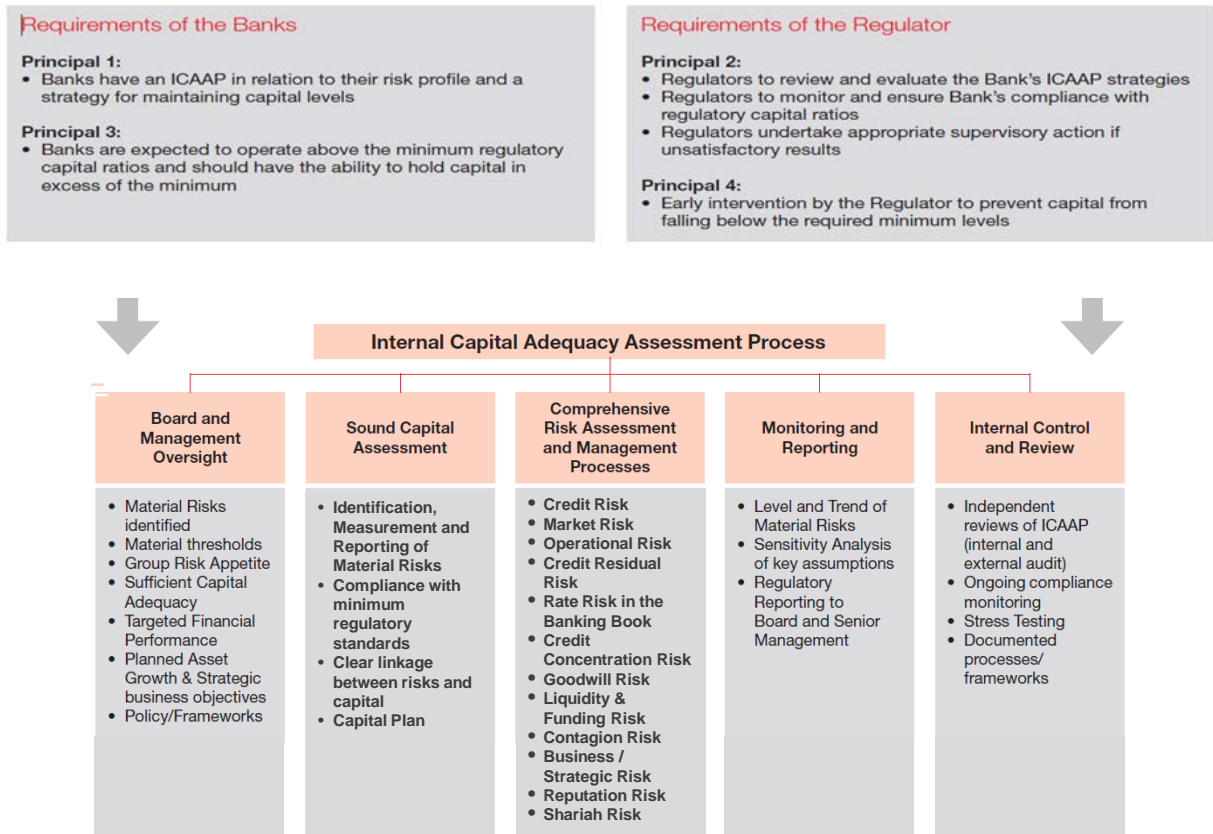 Requirements of the Banks
Principal 1:
• Banks have an ICAAP in relation to their risk profile and a
strategy for maintaining capital levels
Principal 3:
• Banks are expected to operate above the minimum regulatory
capital ratios and should have the ability to hold capital in
excess of the minimum
Requirements of the Regulator
Principal 2:
• Regulators to review and evaluate the Bank's ICAAP strategies
• Regulators to monitor and ensure Bank's compliance with
regulatory capital ratios
• Regulators undertake appropriate supervisory action if
unsatisfactory results
Principal 4:
• Early intervention by the Regulator to prevent capital from
falling below the required minimum levels
Internal Capital Adequacy Assessment Process
Board and
Management
Oversight
• Material Risks
identified
• Material thresholds
• Group Risk Appetite
• Sufficient Capital
Adequacy
• Targeted Financial
Performance
• Planned Asset
Growth & Strategic
business objectives
• Policy/Frameworks
Sound Capital
Assessment
• Identification,
Measurement and
Reporting of
Material Risks
• Compliance with
minimum
regulatory
standards
• Clear linkage
between risks and
capital
• Capital Plan
Comprehensive
Risk Assessment
and Management
Processes
• Credit Risk
• Market Risk
• Operational Risk
• Credit Residual
Risk
• Rate Risk in the
Banking Book
• Credit
Concentration Risk
• Goodwill Risk
• Liquidity &
Funding Risk
• Contagion Risk
• Business /
Strategic Risk
• Reputation Risk
• Shariah Risk
Monitoring and
Reporting
• Level and Trend of
Material Risks
• Sensitivity Analysis
of key assumptions
• Regulatory
Reporting to
Board and Senior
Management
Internal Control
and Review
• Independent
reviews of ICAAP
(internal and
external audit)
• Ongoing compliance
monitoring
• Stress Testing
• Documented
processes/
frameworks